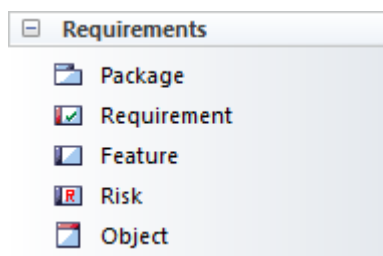 Requirements
Package
Requirement
Feature
R Risk
Object